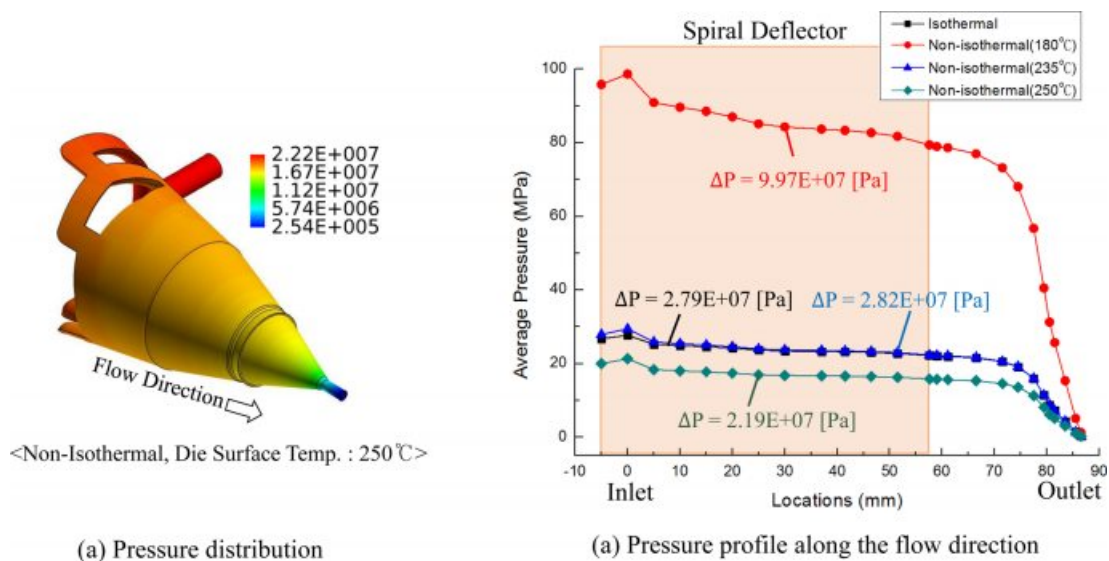 2.22E+007
1.67E+007
1.12E+007
5.74E+006
2.54E+005
Flow Direction
<Non-Isothermal, Die Surface Temp. : 250℃>
(a) Pressure distribution
Spiral Deflector
Isothermal
Non-isothermal(180℃)
Non-isothermal(235℃)
Non-isothermal(250℃)
Average Pressure (MPa)
100
80
60
40
20
0
ΔP = 9.97E+07 [Pa]
ΔP = 2.79E+07 [Pa]
ΔP = 2.82E+07 [Pa]
ΔP = 2.19E+07 [Pa]
-10 0 10 20 30 40 50 60 70 80 90
Inlet
Locations (mm)
Outlet
(a) Pressure profile along the flow direction